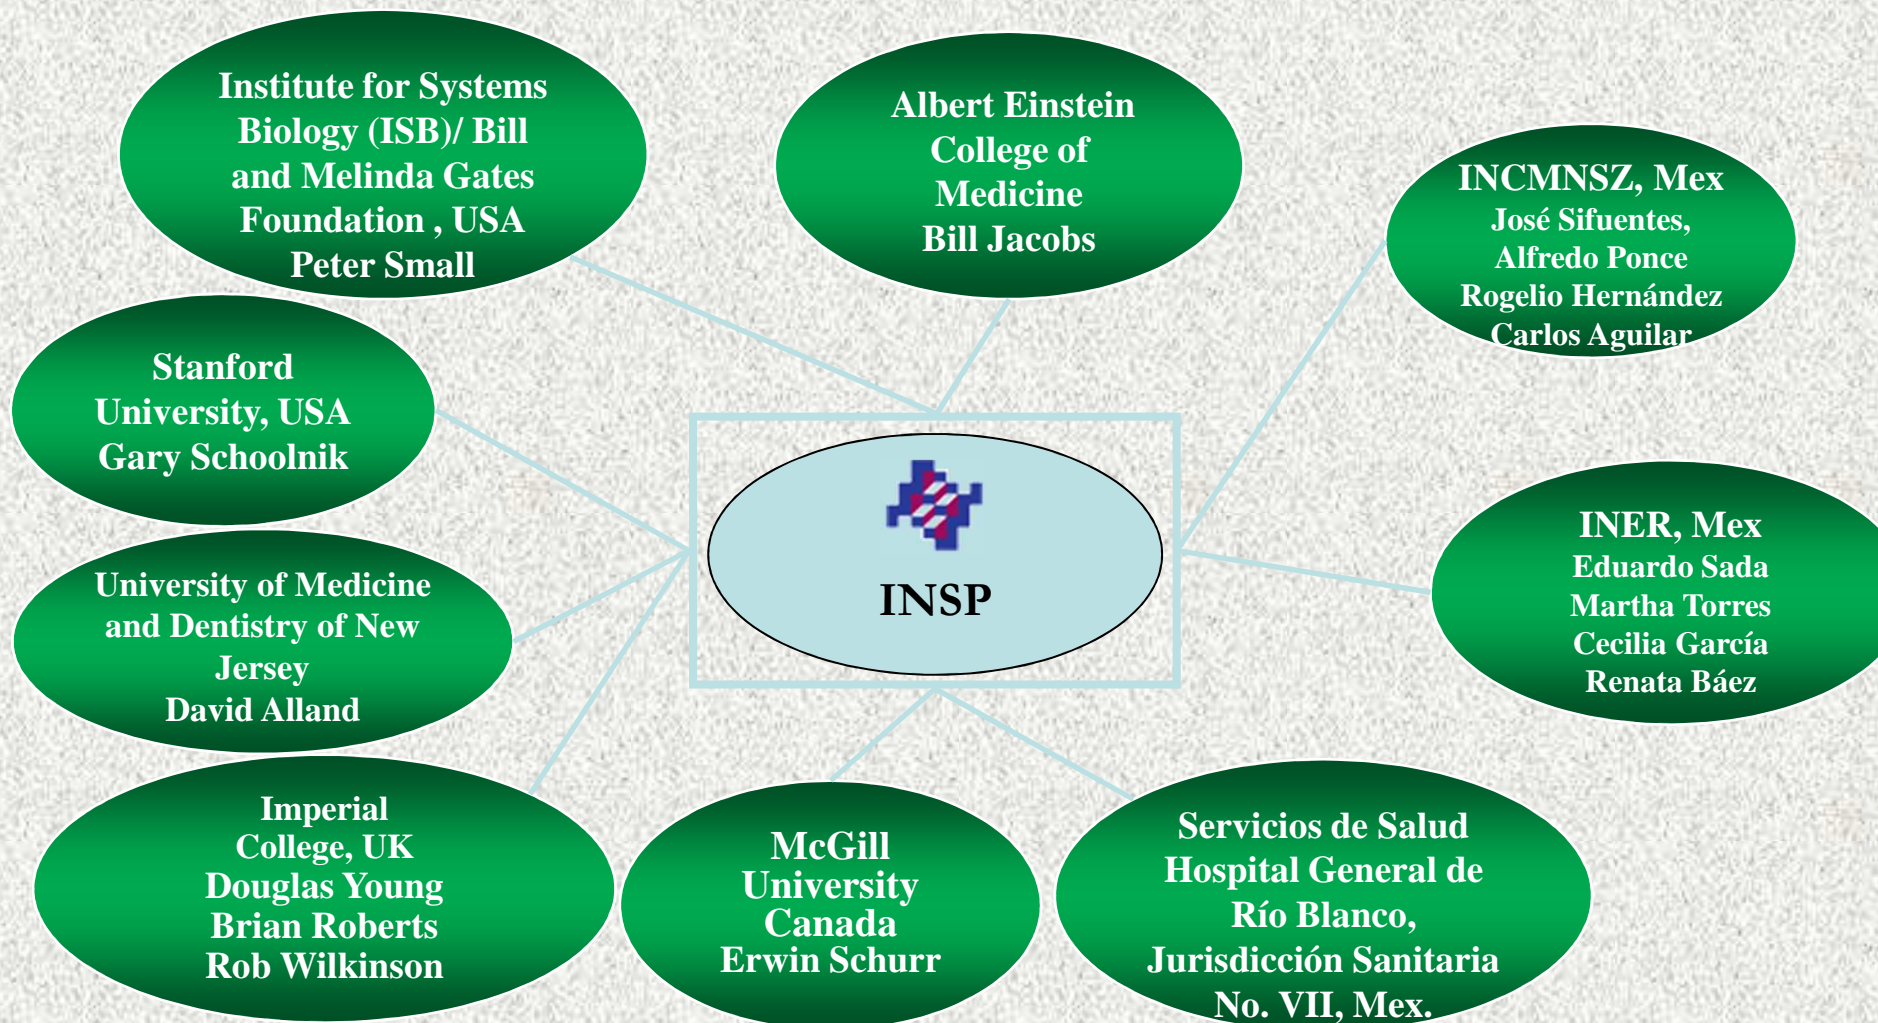 Institute for Systems
Biology (ISB)/ Bill
and Melinda Gates
Foundation , USA
Peter Small
Albert Einstein
College of
Medicine
Bill Jacobs
INCMNSZ, Mex
José Sifuentes,
Alfredo Ponce
Rogelio Hernández
Carlos Aguilar
Stanford
University, USA
Gary Schoolnik
INSP
INER, Mex
Eduardo Sada
Martha Torres
Cecilia García
Renata Báez
University of Medicine
and Dentistry of New
Jersey
David Alland
Imperial
College, UK
Douglas Young
Brian Roberts
Rob Wilkinson
McGill
University
Canada
Erwin Schurr
Servicios de Salud
Hospital General de
Río Blanco,
Jurisdicción Sanitaria
No. VII, Mex.